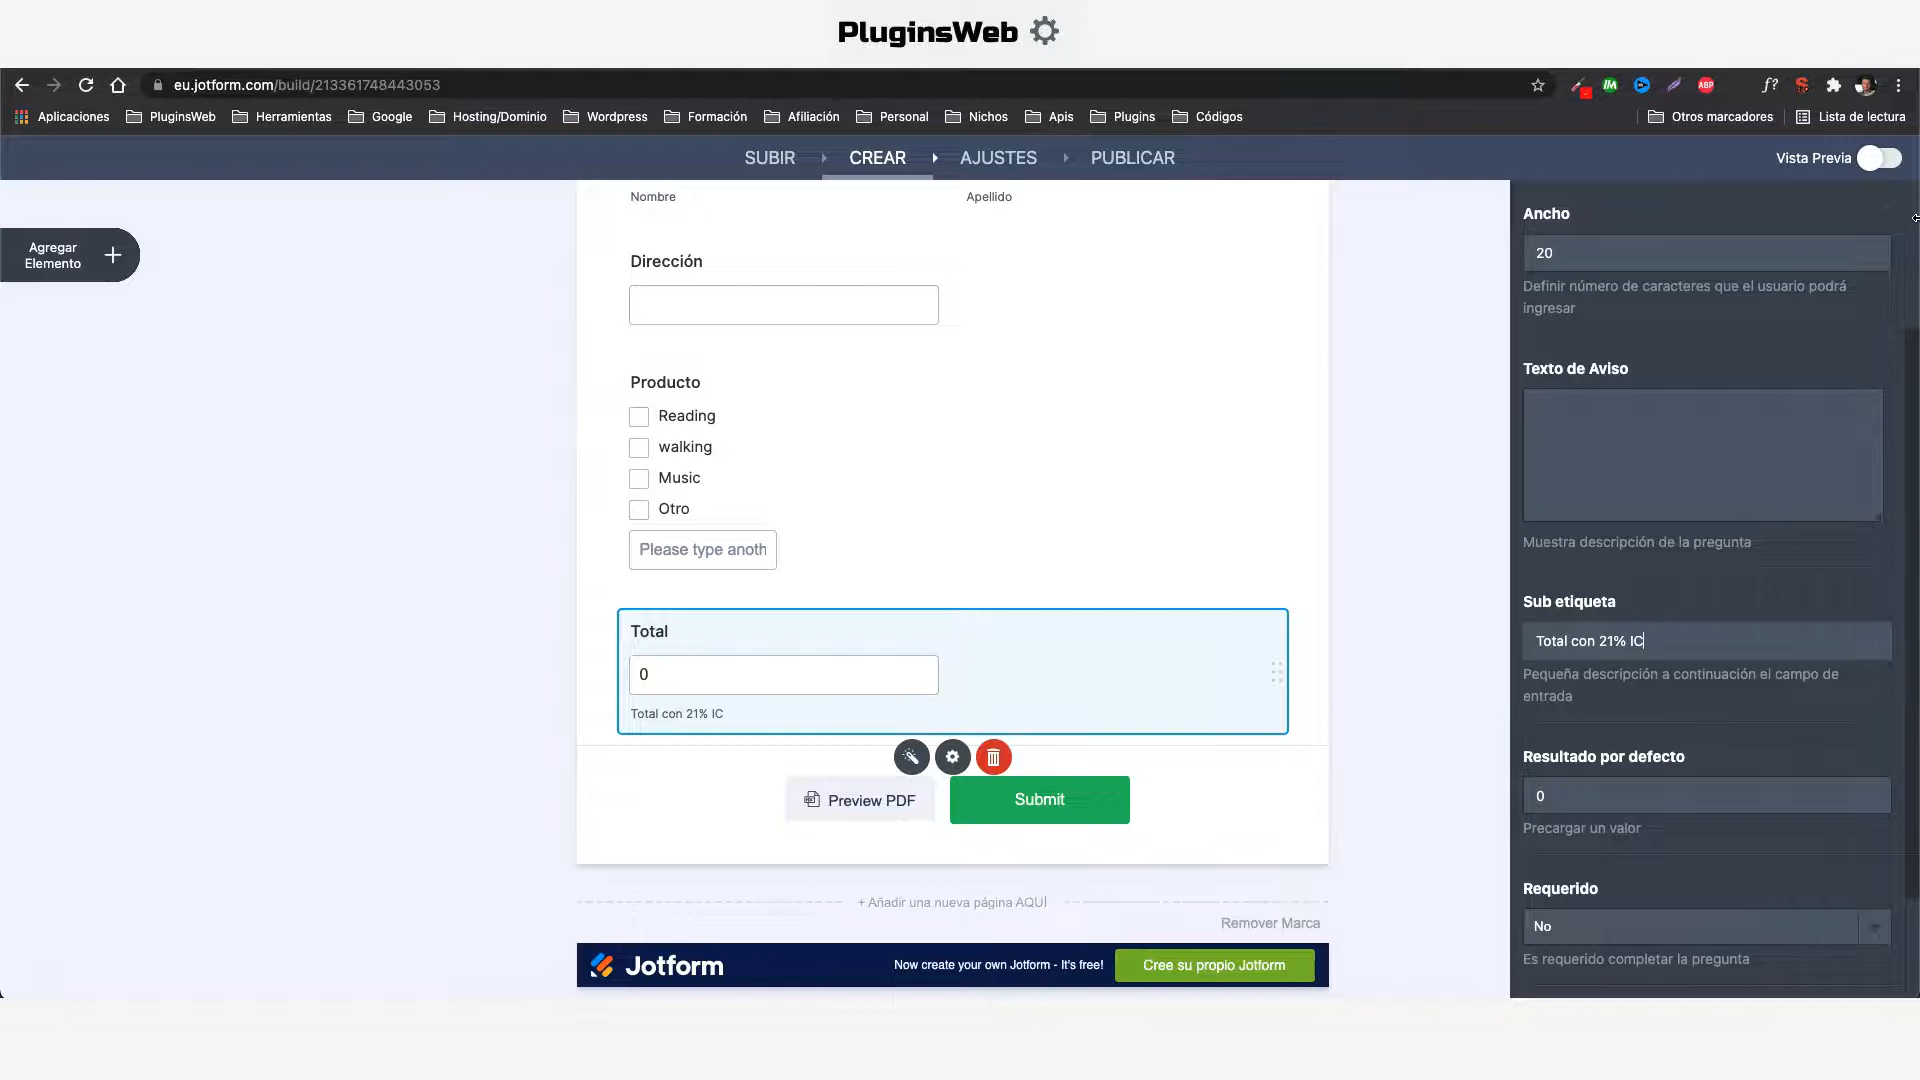 PluginsWeb
eu.jotform.com/build/213361748443053
ABP
f?
Aplicaciones PluginsWeb Herramientas Google Hosting/Dominio Wordpress Formación Afiliación Personal Nichos Apis Plugins Códigos Otros marcadores Lista de lectura
SUBIR CREAR AJUSTES PUBLICAR
Vista Previa
Agregar
Elemento
Nombre Apellido
Dirección
Producto
Reading
walking
Music
Otro
Please type anoth
Total
0
Total con 21% IC
Preview PDF
Submit
+ Añadir una nueva página AQUÍ
Remover Marca
Jotform
Now create your own Jotform - It's free!
Cree su propio Jotform
Ancho
20
Definir número de caracteres que el usuario podrá
ingresar
Texto de Aviso
Muestra descripción de la pregunta
Sub etiqueta
Total con 21% IC
Pequeña descripción a continuación el campo de
entrada
Resultado por defecto
0
Precargar un valor
Requerido
No
Es requerido completar la pregunta